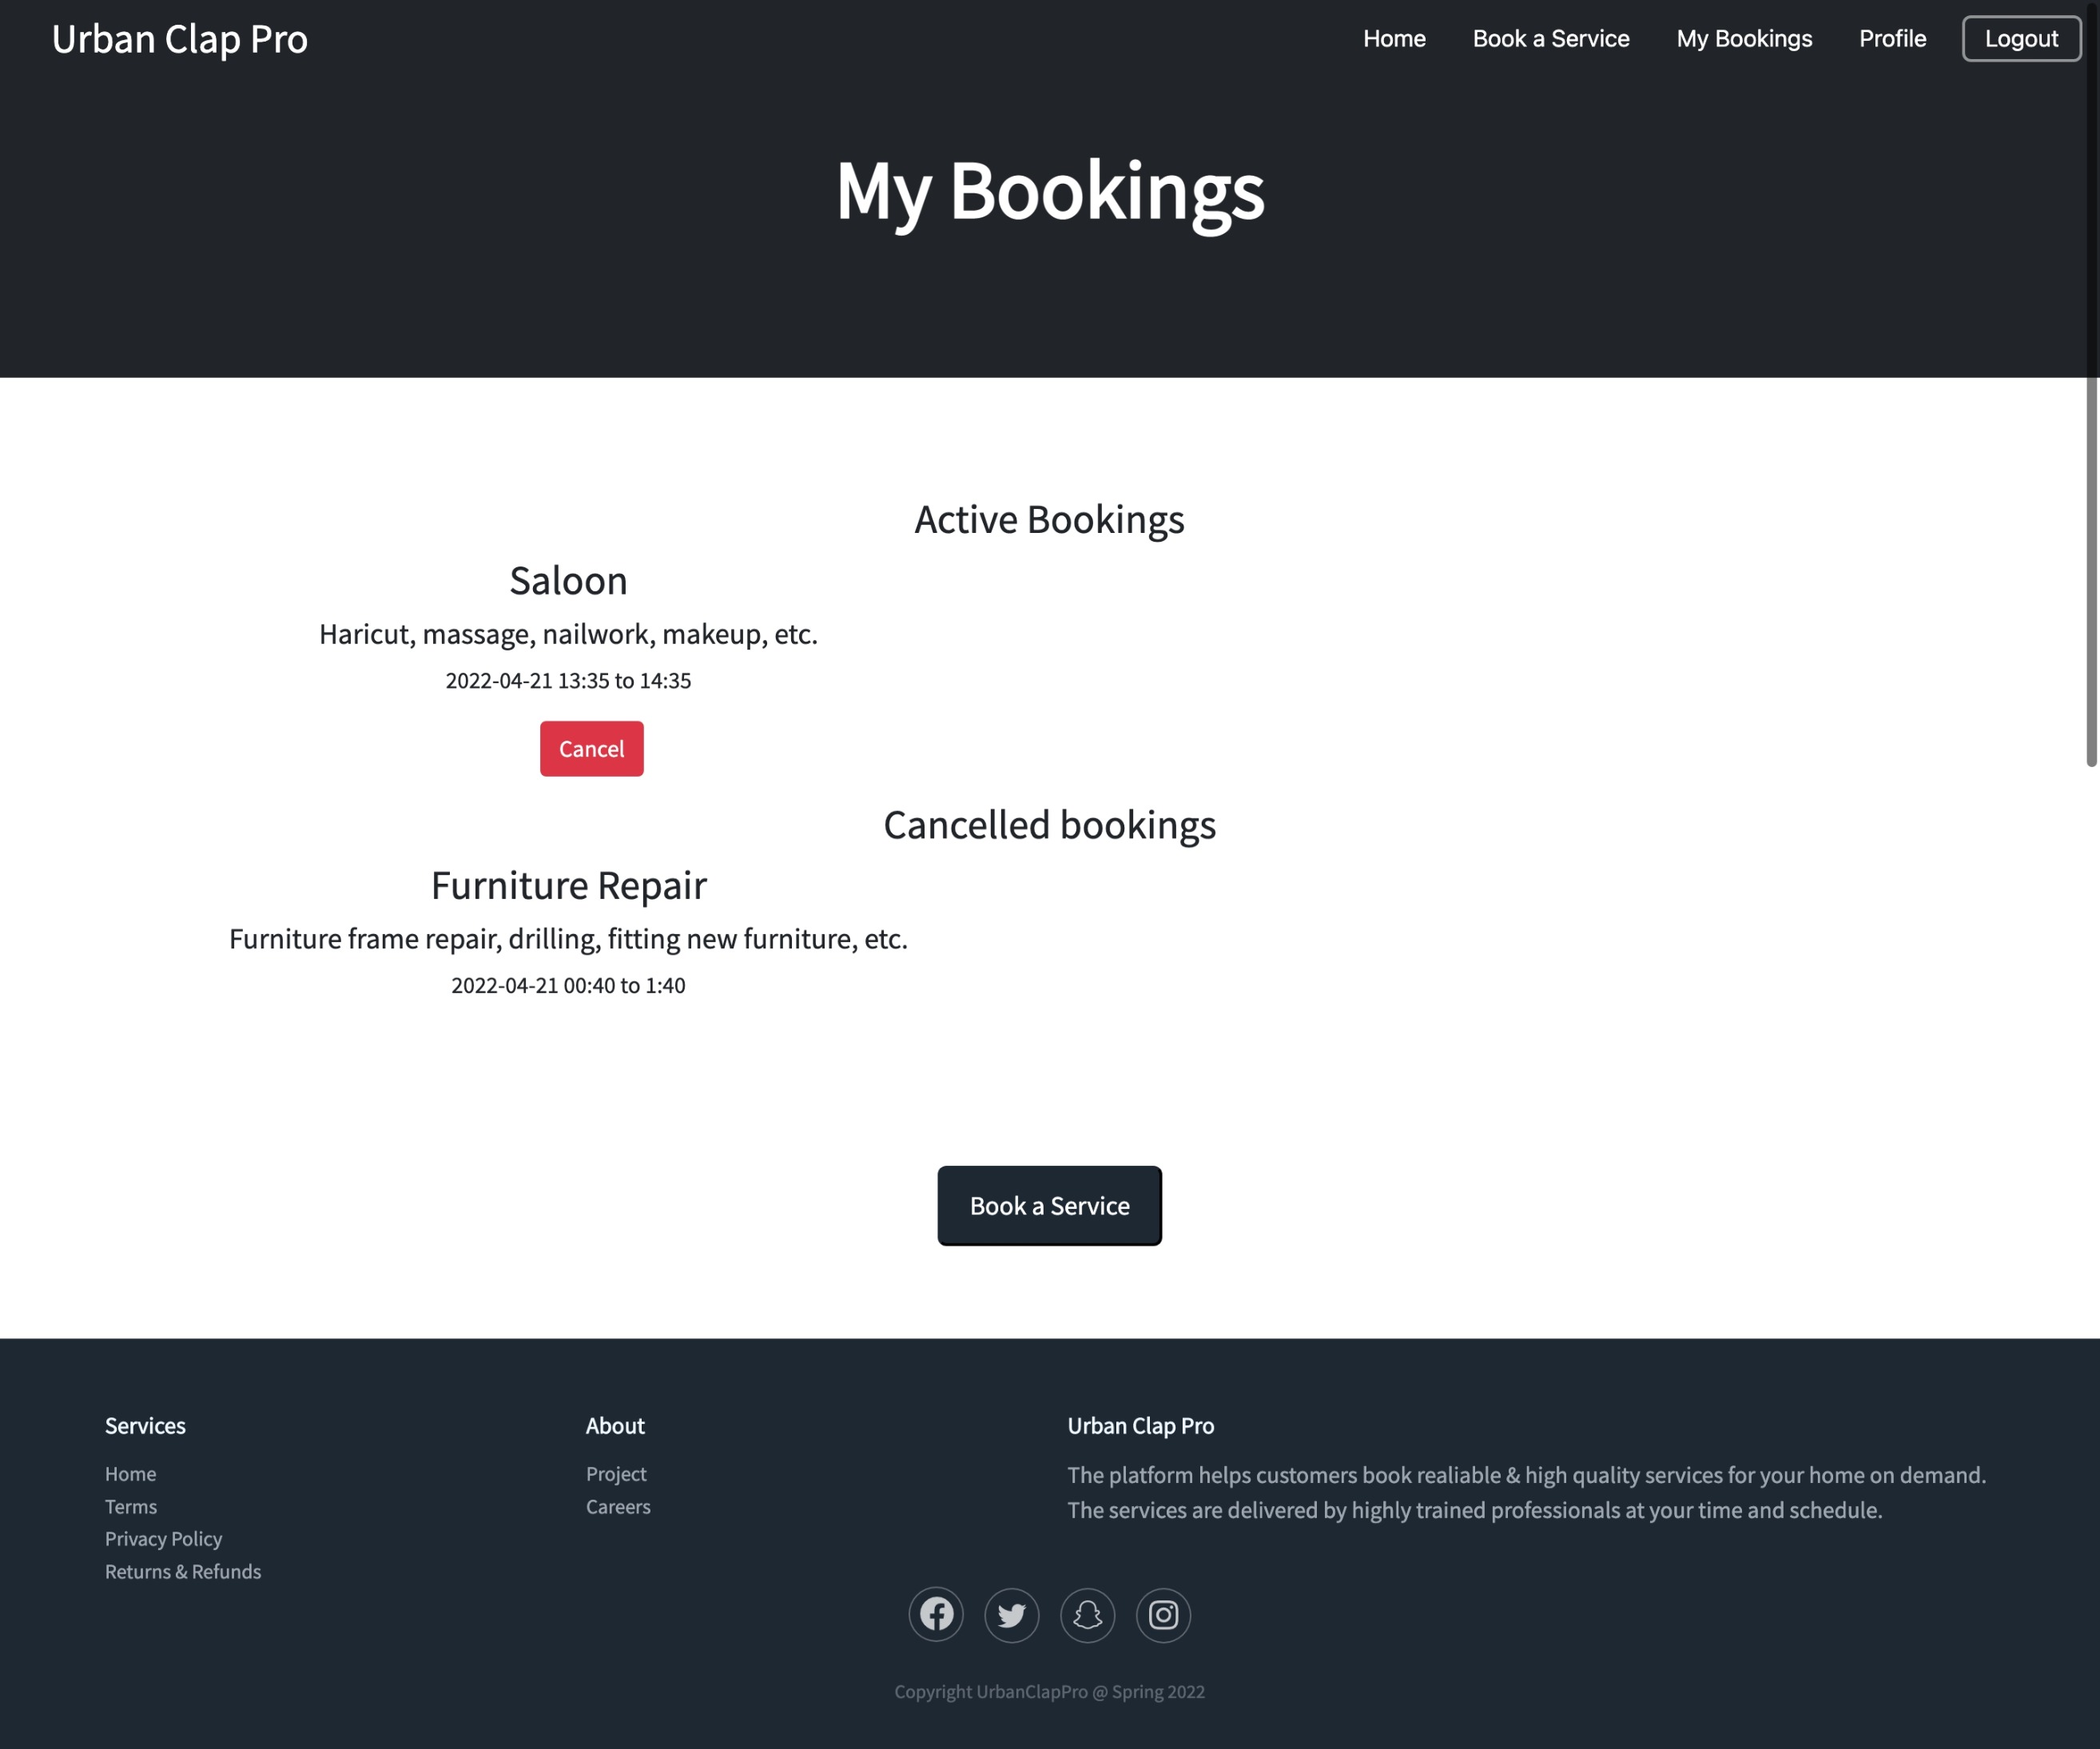 Urban Clap Pro
Home Book a Service My Bookings Profile Logout
My Bookings
Active Bookings
Saloon
Haricut, massage, nailwork, makeup, etc.
2022-04-21 13:35 to 14:35
Cancel
Cancelled bookings
Furniture Repair
Furniture frame repair, drilling, fitting new furniture, etc.
2022-04-21 00:40 to 1:40
Book a Service
Services
Home
Terms
Privacy Policy
Returns & Refunds
About
Project
Careers
Urban Clap Pro
The platform helps customers book realiable & high quality services for your home on demand.
The services are delivered by highly trained professionals at your time and schedule.
Copyright UrbanClapPro @ Spring 2022